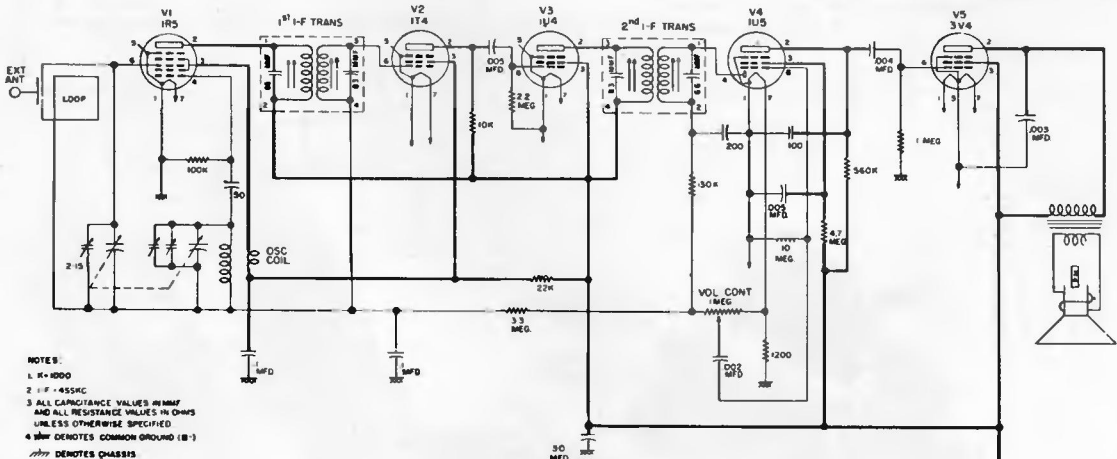 V1
1R5
1st I-F TRANS
V2
1T4
V3
1U4
2nd I-F TRANS
V4
1U5
V5
3V4
EXT
ANT
LOOP
.005
MFD.
2.2
MEG
10K
100K
50
200
100
.004
MFD
1 MEG
.003
MFD
560K
.005
MFD.
4.7
MEG
10
MEG.
OSC
COIL
2-15
22K
VOL CONT
1 MEG
3.3
MEG.
1200
.002
MFD
MFD
MFD
50
MFD
P.M.
NOTES:
1. K=1000
2 I-F =455KC
3 ALL CAPACITANCE VALUES IN MMF
AND ALL RESISTANCE VALUES IN OHMS
UNLESS OTHERWISE SPECIFIED
4 DENOTES COMMON GROUND (B-)
DENOTES CHASSIS